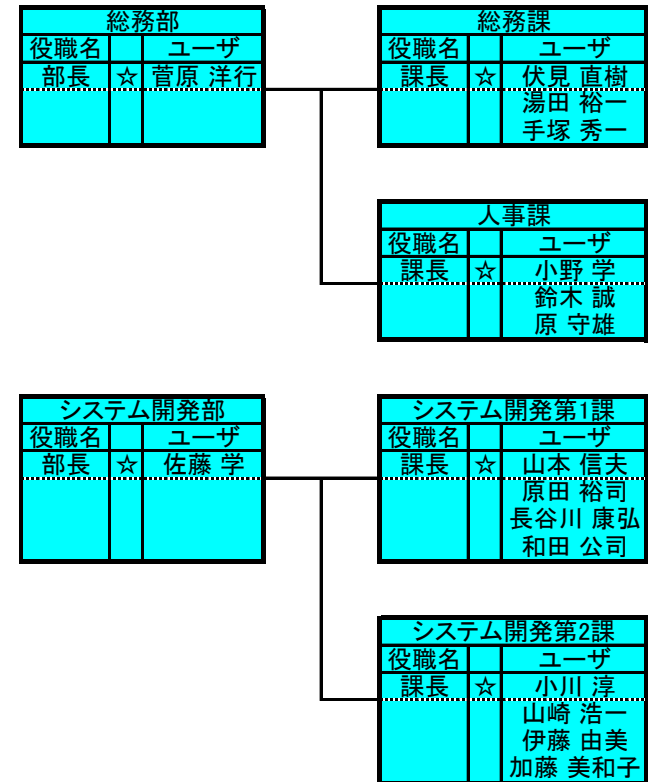 総務部
役職名 ユーザ
部長 ☆ 菅原 洋行
総務課
役職名 ユーザ
課長 ☆ 伏見 直樹
湯田 裕一
手塚 秀一
人事課
役職名 ユーザ
課長 ☆ 小野 学
鈴木 誠
原 守雄
システム開発部
役職名 ユーザ
部長 ☆ 佐藤 学
システム開発第1課
役職名 ユーザ
課長 ☆ 山本 信夫
原田 裕司
長谷川 康弘
和田 公司
システム開発第2課
役職名 ユーザ
課長 ☆ 小川 淳
山崎 浩一
伊藤 由美
加藤 美和子